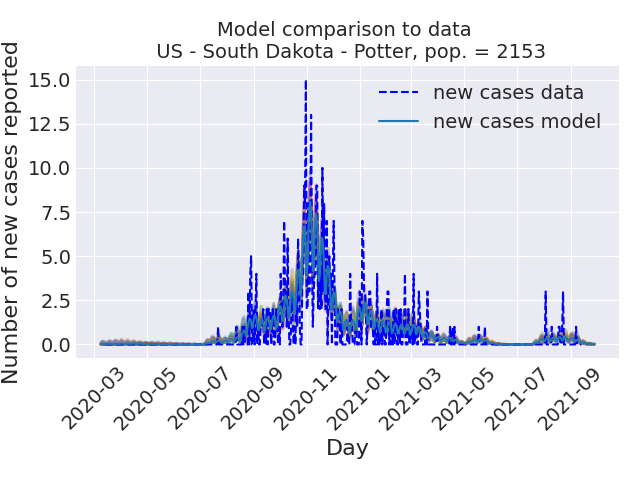 Model comparison to data
US - South Dakota - Potter, pop. = 2153
new cases data
new cases model
Number of new cases reported
15.0
12.5
10.0
7.5
5.0
2.5
0.0
2020-03
2020-05
2020-07
2020-09
2020-11
2021-01
2021-03
2021-05
2021-07
2021-09
Day